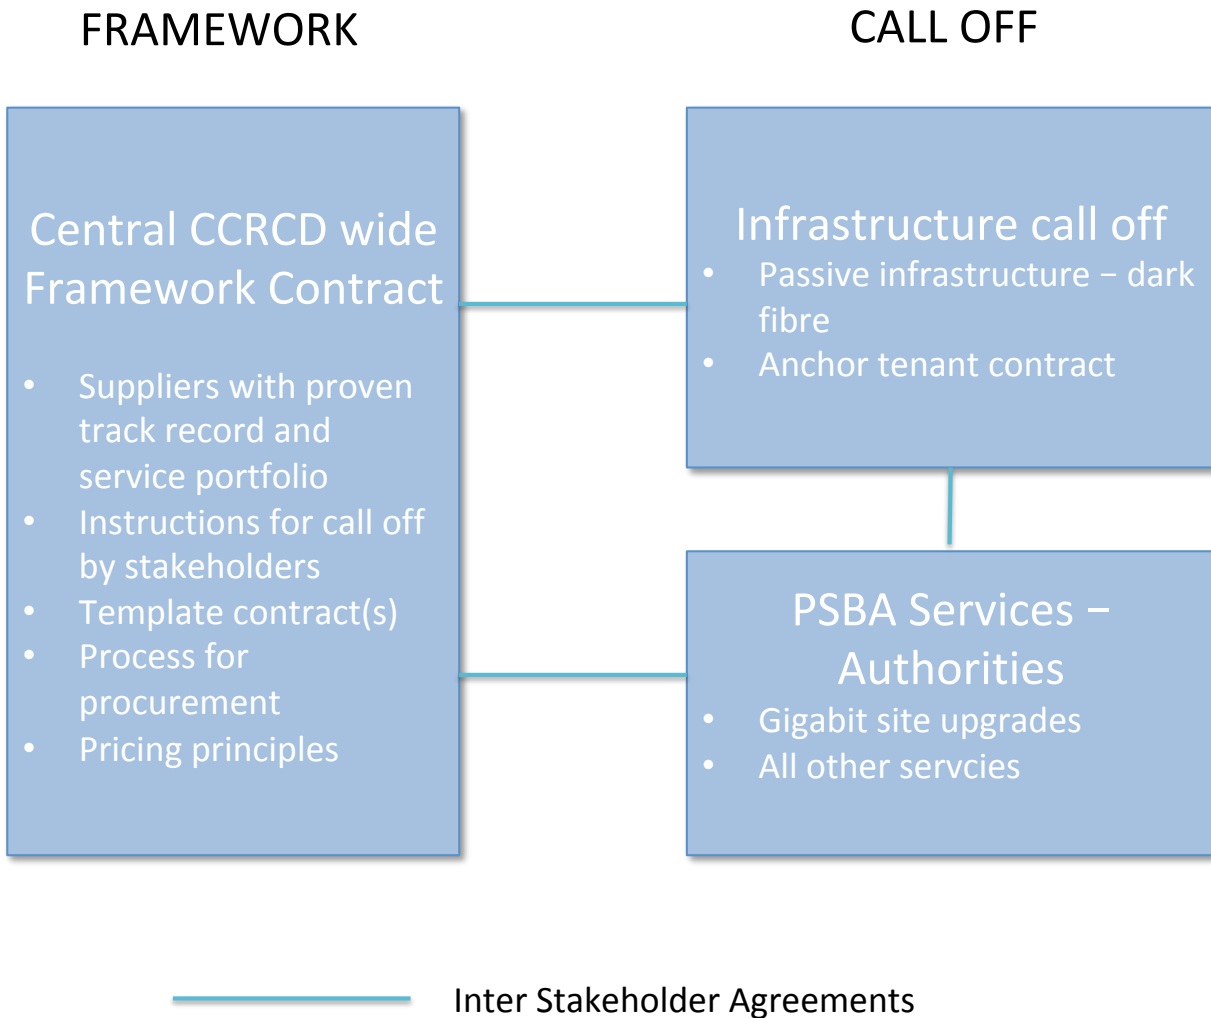 FRAMEWORK
CALL OFF
Central CCRCD wide
Framework Contract
• Suppliers with proven
track record and
service portfolio
• Instructions for call off
by stakeholders
• Template contract(s)
• Process for
procurement
• Pricing principles
Infrastructure call off
• Passive infrastructure – dark
fibre
• Anchor tenant contract
PSBA Services –
Authorities
• Gigabit site upgrades
• All other servcies
Inter Stakeholder Agreements